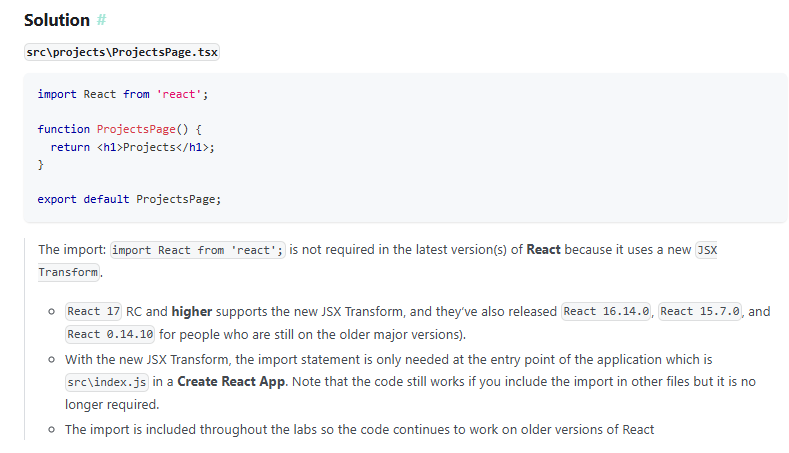 Solution #
src\projects\ProjectsPage.tsx
import React from 'react';
function ProjectsPage() {
  return <h1>Projects</h1>;
}
export default ProjectsPage;
The import: import React from 'react'; is not required in the latest version(s) of React because it uses a new JSX
Transform.
React 17 RC and higher supports the new JSX Transform, and they've also released React 16.14.0, React 15.7.0, and
React 0.14.10 for people who are still on the older major versions).
With the new JSX Transform, the import statement is only needed at the entry point of the application which is
src\index.js in a Create React App. Note that the code still works if you include the import in other files but it is no
longer required.
The import is included throughout the labs so the code continues to work on older versions of React